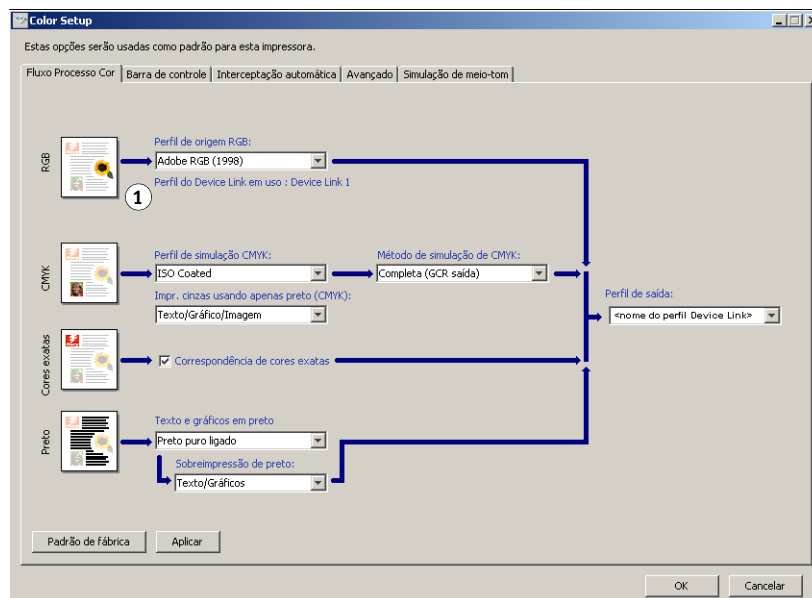 Color Setup
Estas opções serão usadas como padrão para esta impressora.
Fluxo Processo Cor
Barra de controle
Interceptação automática
Avançado
Simulação de meio-tom
RGB
Perfil de origem RGB:
Adobe RGB (1998)
Perfil do Device Link em uso : Device Link 1
1
CMYK
Perfil de simulação CMYK:
ISO Coated
Método de simulação de CMYK:
Completa (GCR saída)
Impr. cinzas usando apenas preto (CMYK):
Texto/Gráfico/Imagem
Perfil de saída:
<nome do perfil Device Link>
Cores exatas
Correspondência de cores exatas
Preto
Texto e gráficos em preto
Preto puro ligado
Sobreimpressão de preto:
Texto/Gráficos
Padrão de fábrica
Aplicar
OK
Cancelar